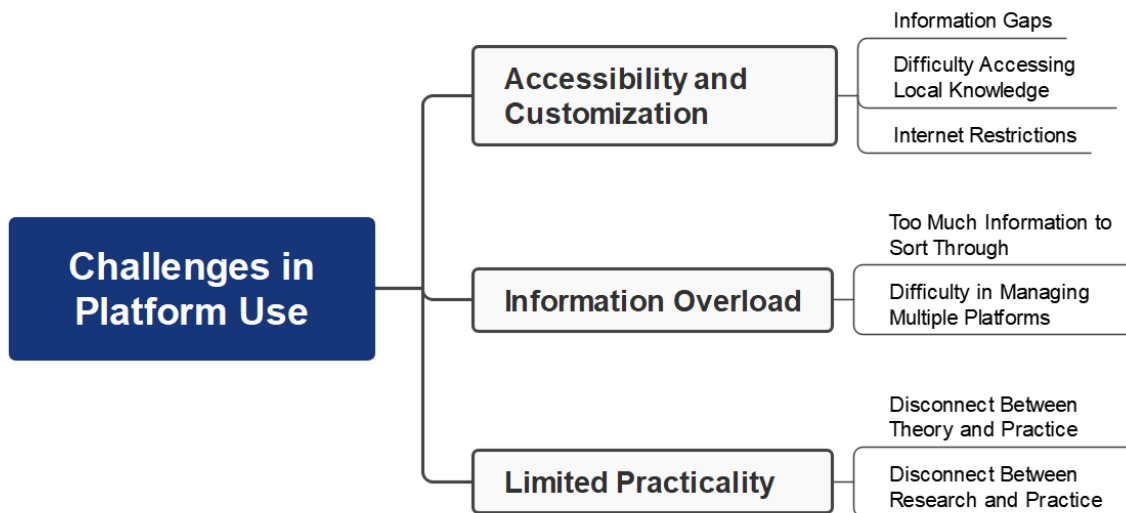 Challenges in
Platform Use
Accessibility and
Customization
Information Gaps
Difficulty Accessing
Local Knowledge
Internet Restrictions
Information Overload
Too Much Information to
Sort Through
Difficulty in Managing
Multiple Platforms
Limited Practicality
Disconnect Between
Theory and Practice
Disconnect Between
Research and Practice